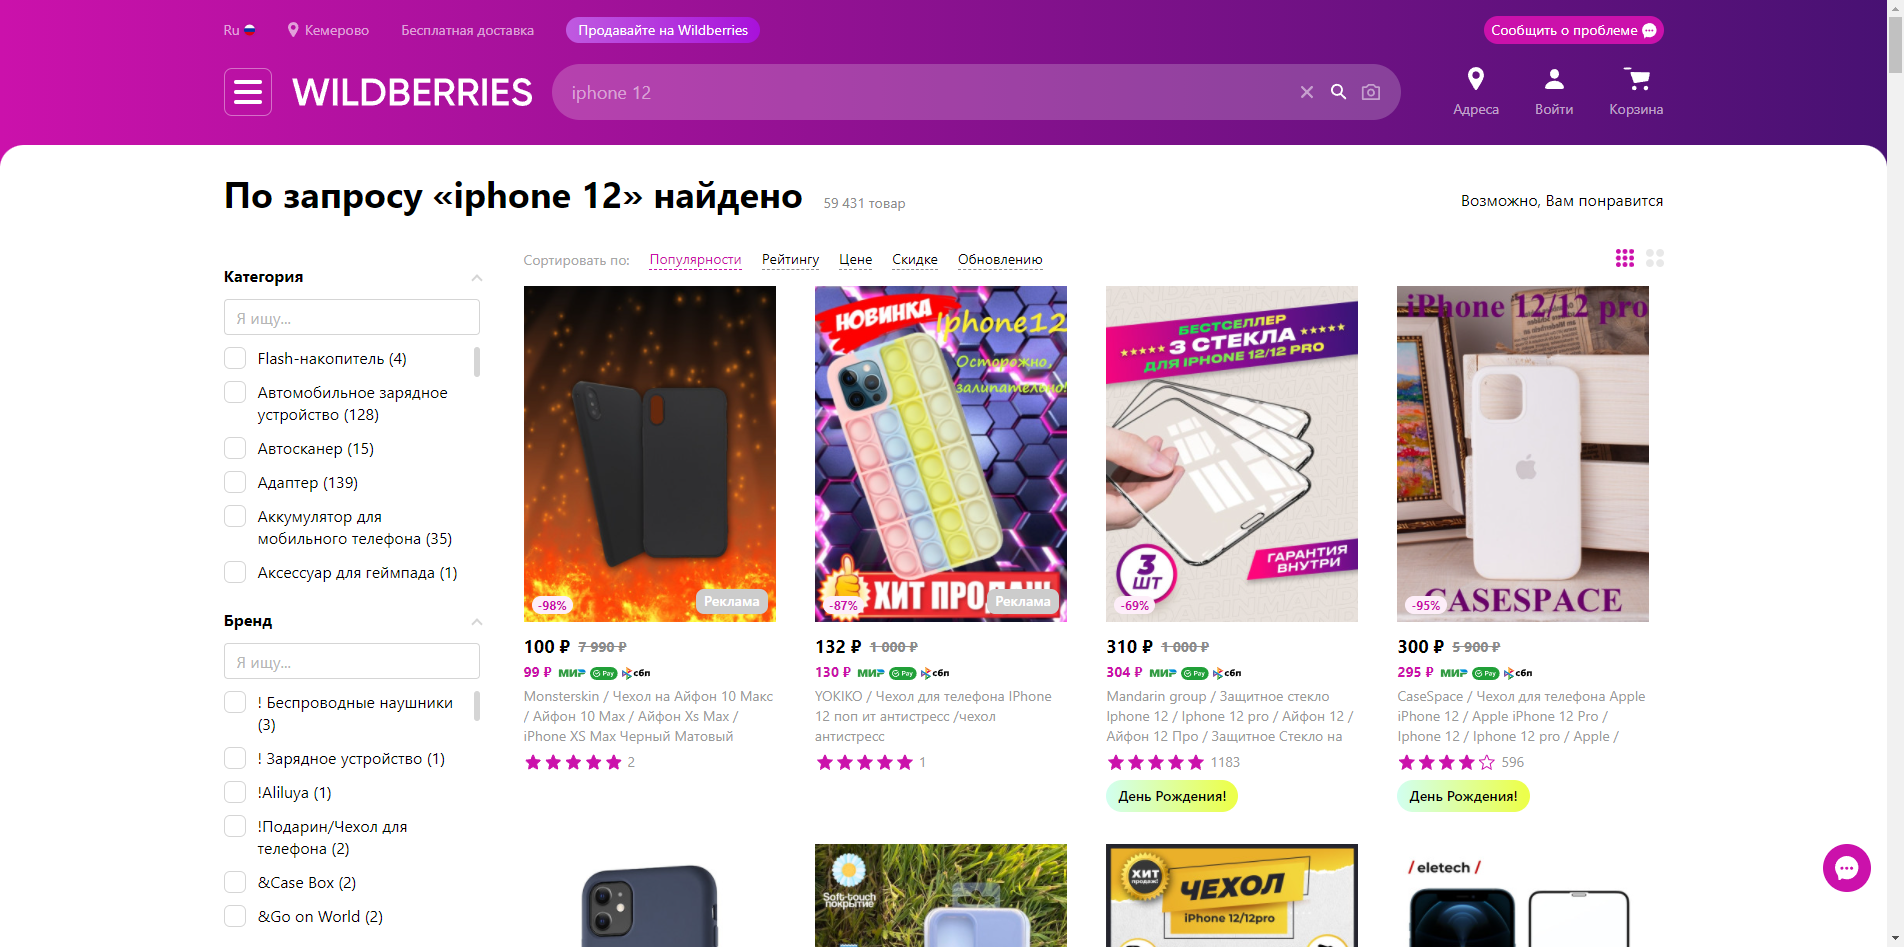 Ru
Кемерово
Бесплатная доставка
Продавайте на Wildberries
Сообщить о проблеме
WILDBERRIES
iphone 12
Адреса
Войти
Корзина
По запросу «iphone 12» найдено
59 431 товар
Возможно, Вам понравится
Сортировать по:
Популярности
Рейтингу
Цене
Скидке
Обновлению
Категория
Я ищу...
Flash-накопитель (4)
Автомобильное зарядное
устройство (128)
Автосканер (15)
Адаптер (139)
Аккумулятор для
мобильного телефона (35)
Аксессуар для геймпада (1)
Бренд
Я ищу...
! Беспроводные наушники
(3)
! Зарядное устройство (1)
!Aliluya (1)
!Подарин/Чехол для
телефона (2)
&Case Box (2)
&Go on World (2)
-98%
Реклама
100 ₽ 7 990 ₽
99 ₽ МИР Pay сбп
Monsterskin / Чехол на Айфон 10 Макс
/ Айфон 10 Max / Айфон Xs Max /
iPhone XS Max Черный Матовый
2
НОВИНКА
Iphone12
Осторожно,
залипательно!
ХИТ ПРОДАЖ
-87%
Реклама
132 ₽ 1 000 ₽
130 ₽ МИР Pay сбп
YOKIKO / Чехол для телефона IPhone
12 поп ит антистресс /чехол
антистресс
1
БЕСТСЕЛЛЕР
3 СТЕКЛА
ДЛЯ IPHONE 12/12 PRO
3
ШТ
ГАРАНТИЯ
ВНУТРИ
-69%
310 ₽ 1 000 ₽
304 ₽ МИР Pay сбп
Mandarin group / Защитное стекло
Iphone 12 / Iphone 12 pro / Айфон 12 /
Айфон 12 Про / Защитное Стекло на
1183
День Рождения!
iPhone 12/12 pro
CASESPACE
-95%
300 ₽ 5 900 ₽
295 ₽ МИР Pay сбп
CaseSpace / Чехол для телефона Apple
iPhone 12 / Apple iPhone 12 Pro /
Iphone 12 / Iphone 12 pro / Apple /
596
День Рождения!
Soft-touch
покрытие
ХИТ
продаж!
ЧЕХОЛ
iPhone 12/12pro
/ eletech /